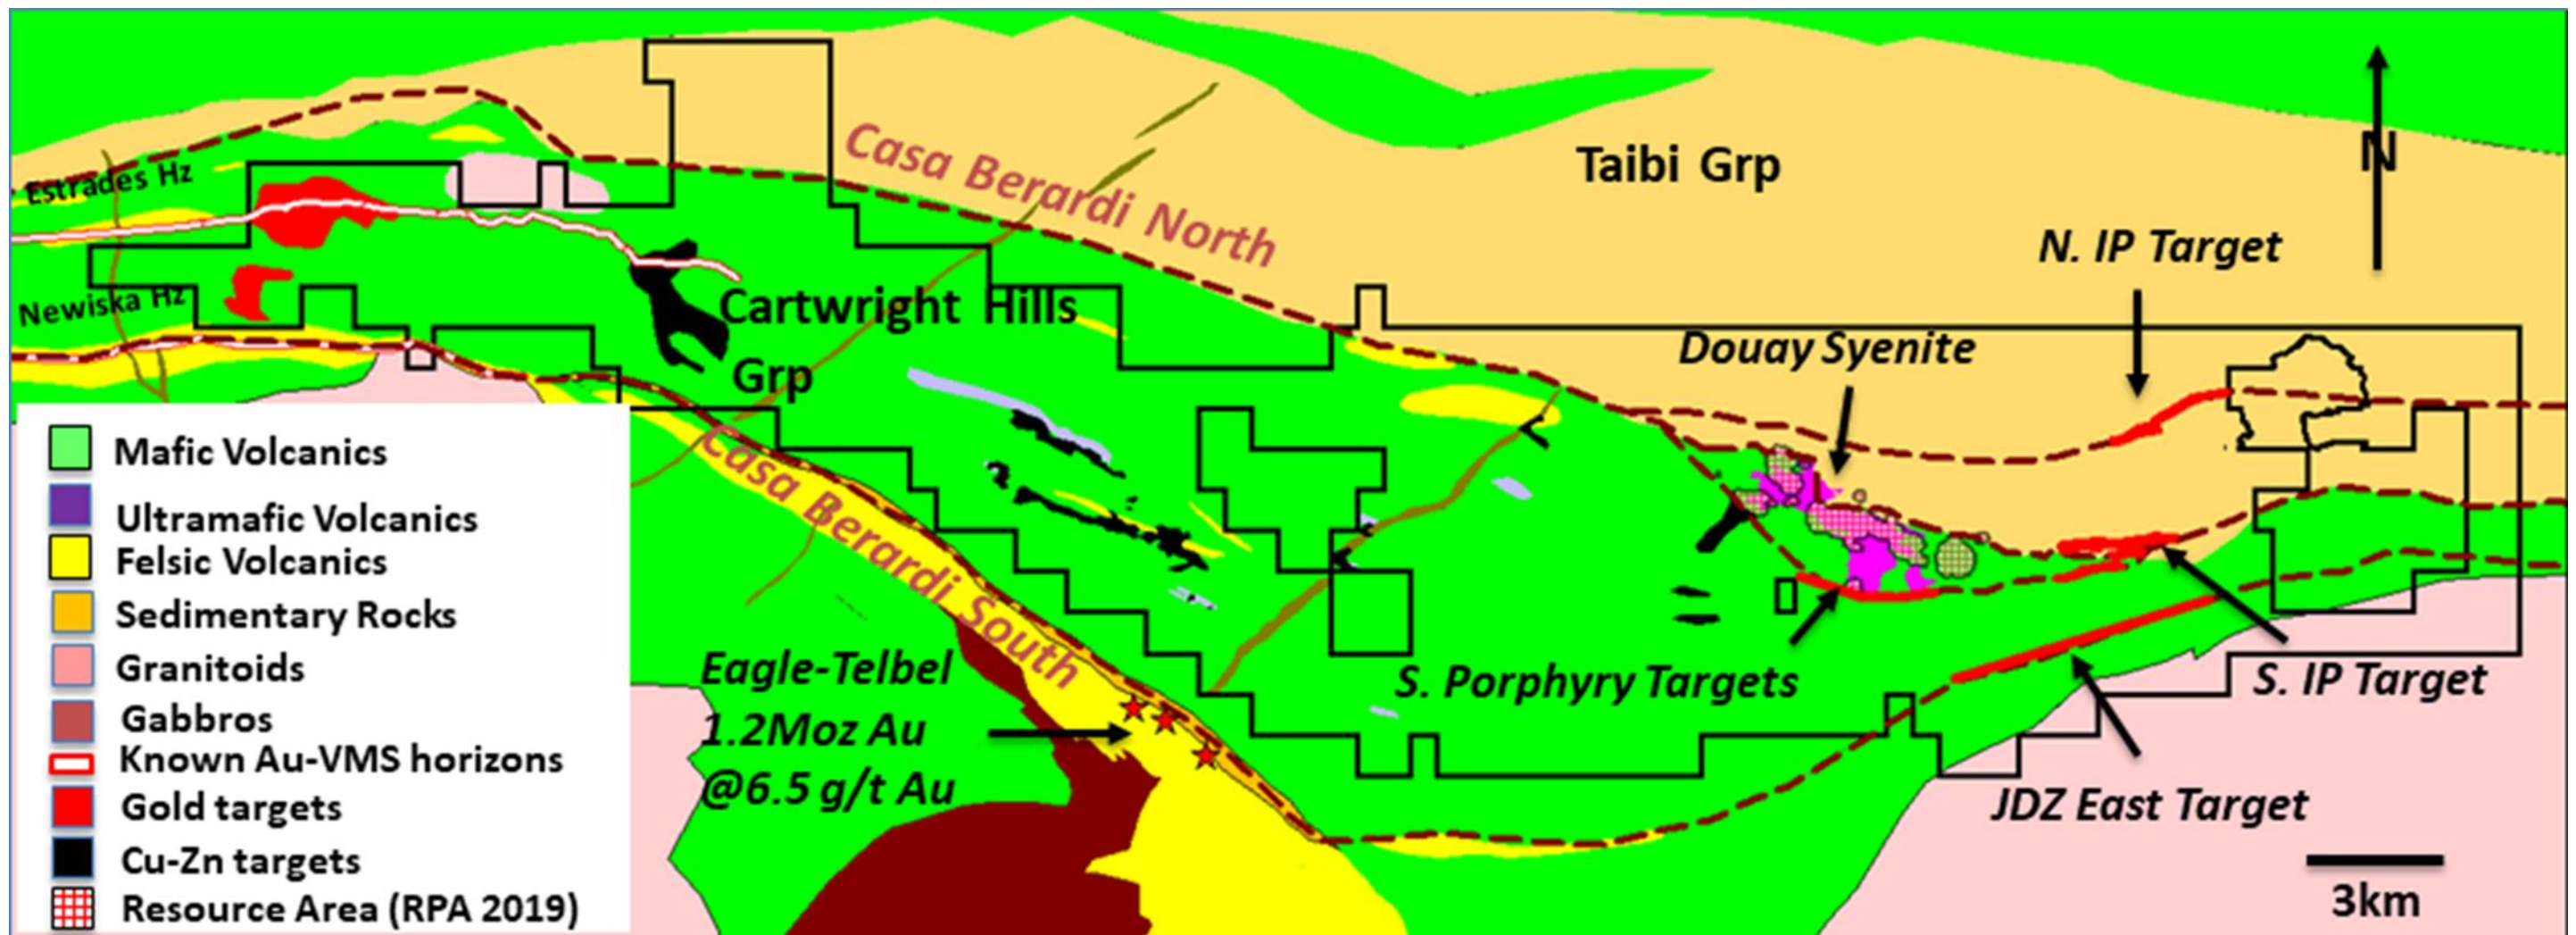 Casa Berardi North
Taibi Grp
N
Estrades Hz
N. IP Target
Newiska Hz
Cartwright Hills
Grp
Douay Syenite
Casa Berardi South
Mafic Volcanics
Ultramafic Volcanics
Felsic Volcanics
Sedimentary Rocks
Granitoids
Gabbros
Known Au-VMS horizons
Gold targets
Cu-Zn targets
Resource Area (RPA 2019)
Eagle-Telbel
1.2Moz Au
@6.5 g/t Au
S. Porphyry Targets
S. IP Target
JDZ East Target
3km